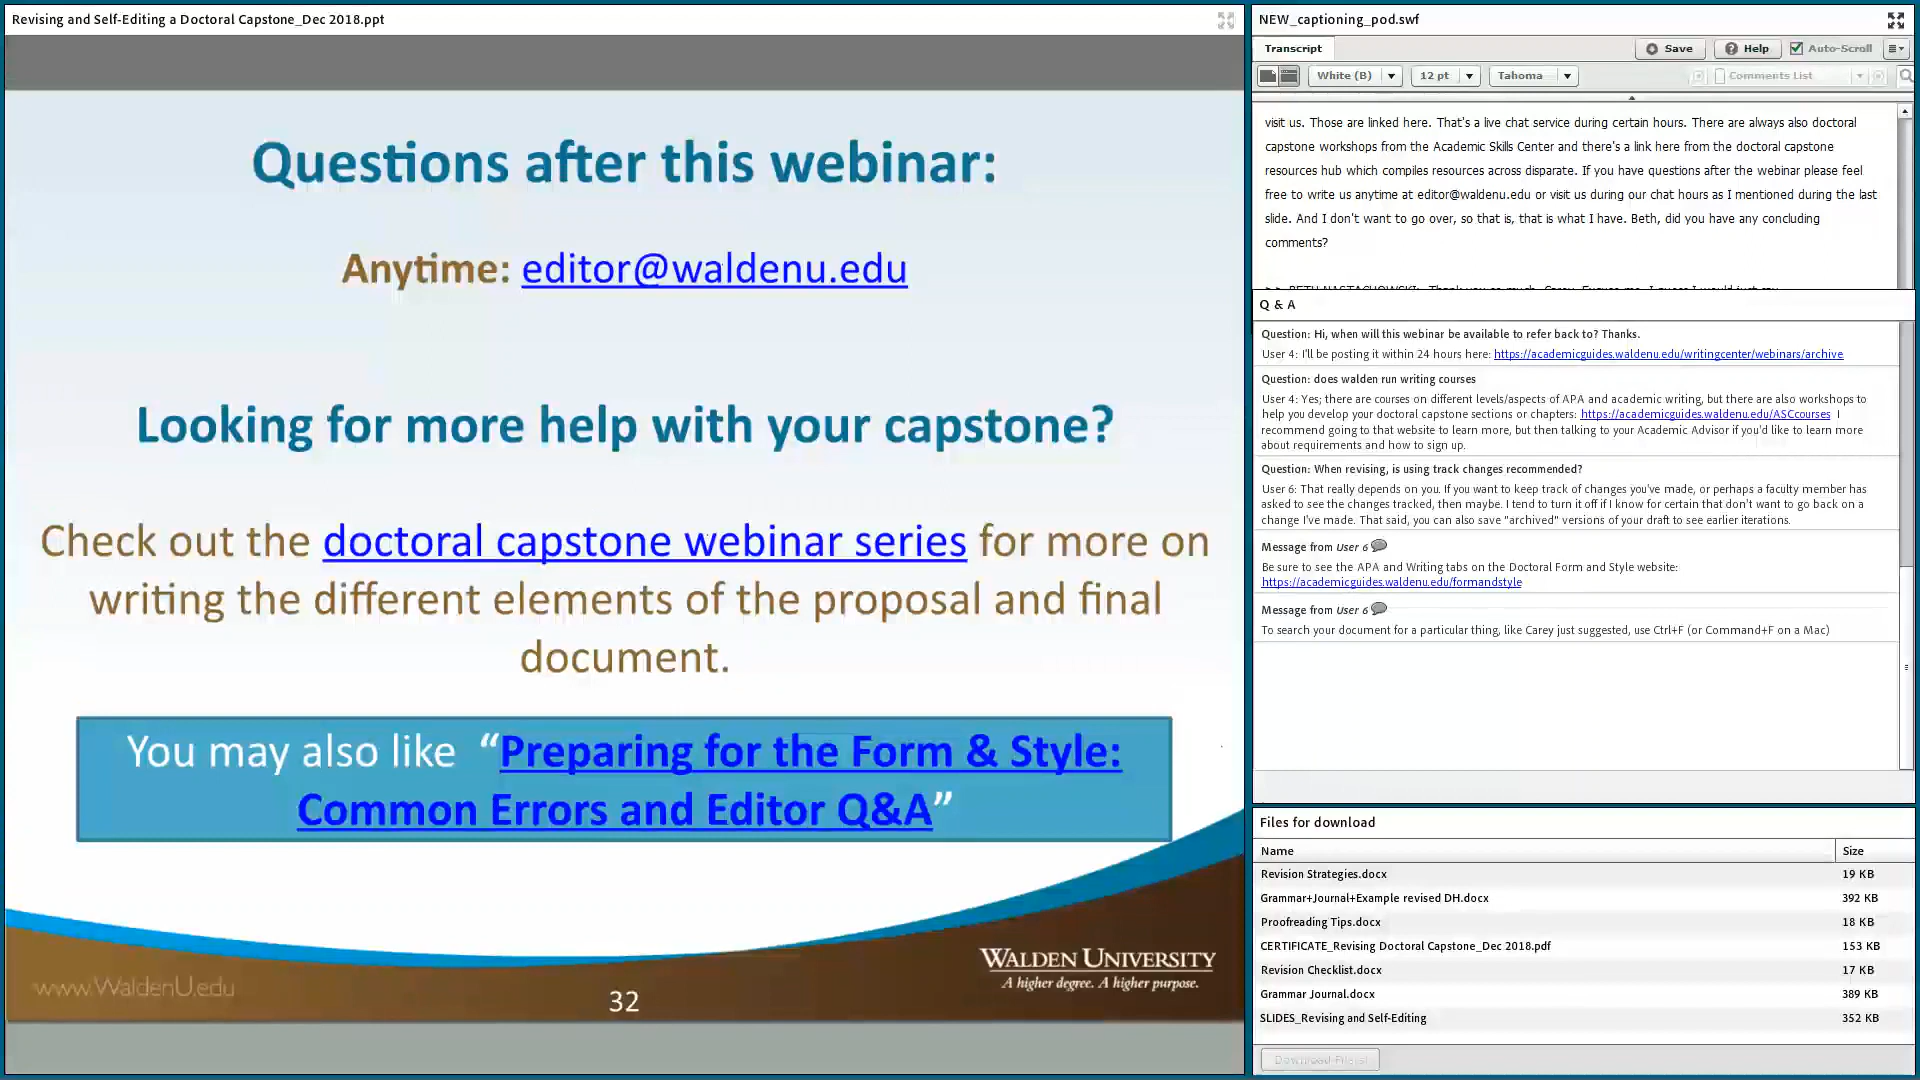 Revising and Self-Editing a Doctoral Capstone_Dec 2018.ppt
Questions after this webinar:
Anytime: editor@waldenu.edu
Looking for more help with your capstone?
Check out the doctoral capstone webinar series for more on
writing the different elements of the proposal and final
document.
You may also like “Preparing for the Form & Style:
Common Errors and Editor Q&A”
www.WaldenU.edu
32
WALDEN UNIVERSITY
A higher degree. A higher purpose.
NEW_captioning_pod.swf
Transcript
Save
Help
Auto-Scroll
White (B)
12 pt
Tahoma
Comments List
visit us. Those are linked here. That's a live chat service during certain hours. There are always also doctoral
capstone workshops from the Academic Skills Center and there's a link here from the doctoral capstone
resources hub which compiles resources across disparate. If you have questions after the webinar please feel
free to write us anytime at editor@waldenu.edu or visit us during our chat hours as I mentioned during the last
slide. And I don't want to go over, so that is, that is what I have. Beth, did you have any concluding
comments?
>> BETH NASTACHOWSKI: Thank you so much, Carey. Excuse me, I guess I would just say
Q & A
Question: Hi, when will this webinar be available to refer back to? Thanks.
User 4: I'll be posting it within 24 hours here: https://academicguides.waldenu.edu/writingcenter/webinars/archive
Question: does walden run writing courses
User 4: Yes; there are courses on different levels/aspects of APA and academic writing, but there are also workshops to
help you develop your doctoral capstone sections or chapters: https://academicguides.waldenu.edu/ASCcourses I
recommend going to that website to learn more, but then talking to your Academic Advisor if you'd like to learn more
about requirements and how to sign up.
Question: When revising, is using track changes recommended?
User 6: That really depends on you. If you want to keep track of changes you've made, or perhaps a faculty member has
asked to see the changes tracked, then maybe. I tend to turn it off if I know for certain that don't want to go back on a
change I've made. That said, you can also save "archived" versions of your draft to see earlier iterations.
Message from User 6
Be sure to see the APA and Writing tabs on the Doctoral Form and Style website:
https://academicguides.waldenu.edu/formandstyle
Message from User 6
To search your document for a particular thing, like Carey just suggested, use Ctrl+F (or Command+F on a Mac)
Files for download
Name Size
Revision Strategies.docx 19 KB
Grammar+Journal+Example revised DH.docx 392 KB
Proofreading Tips.docx 18 KB
CERTIFICATE_Revising Doctoral Capstone_Dec 2018.pdf 153 KB
Revision Checklist.docx 17 KB
Grammar Journal.docx 389 KB
SLIDES_Revising and Self-Editing 352 KB
Download File(s)